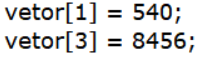 vetor[1] = 540;
vetor[3] = 8456;